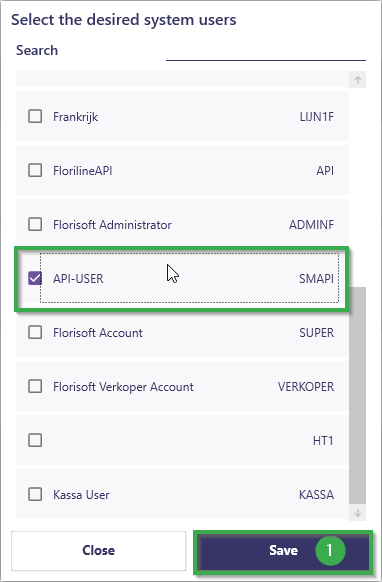 Select the desired system users
Search
Frankrijk LIJN1F
FlorilineAPI API
Florisoft Administrator ADMINF
API-USER SMAPI
Florisoft Account SUPER
Florisoft Verkoper Account VERKOPER
HT1
Kassa User KASSA
Close Save 1